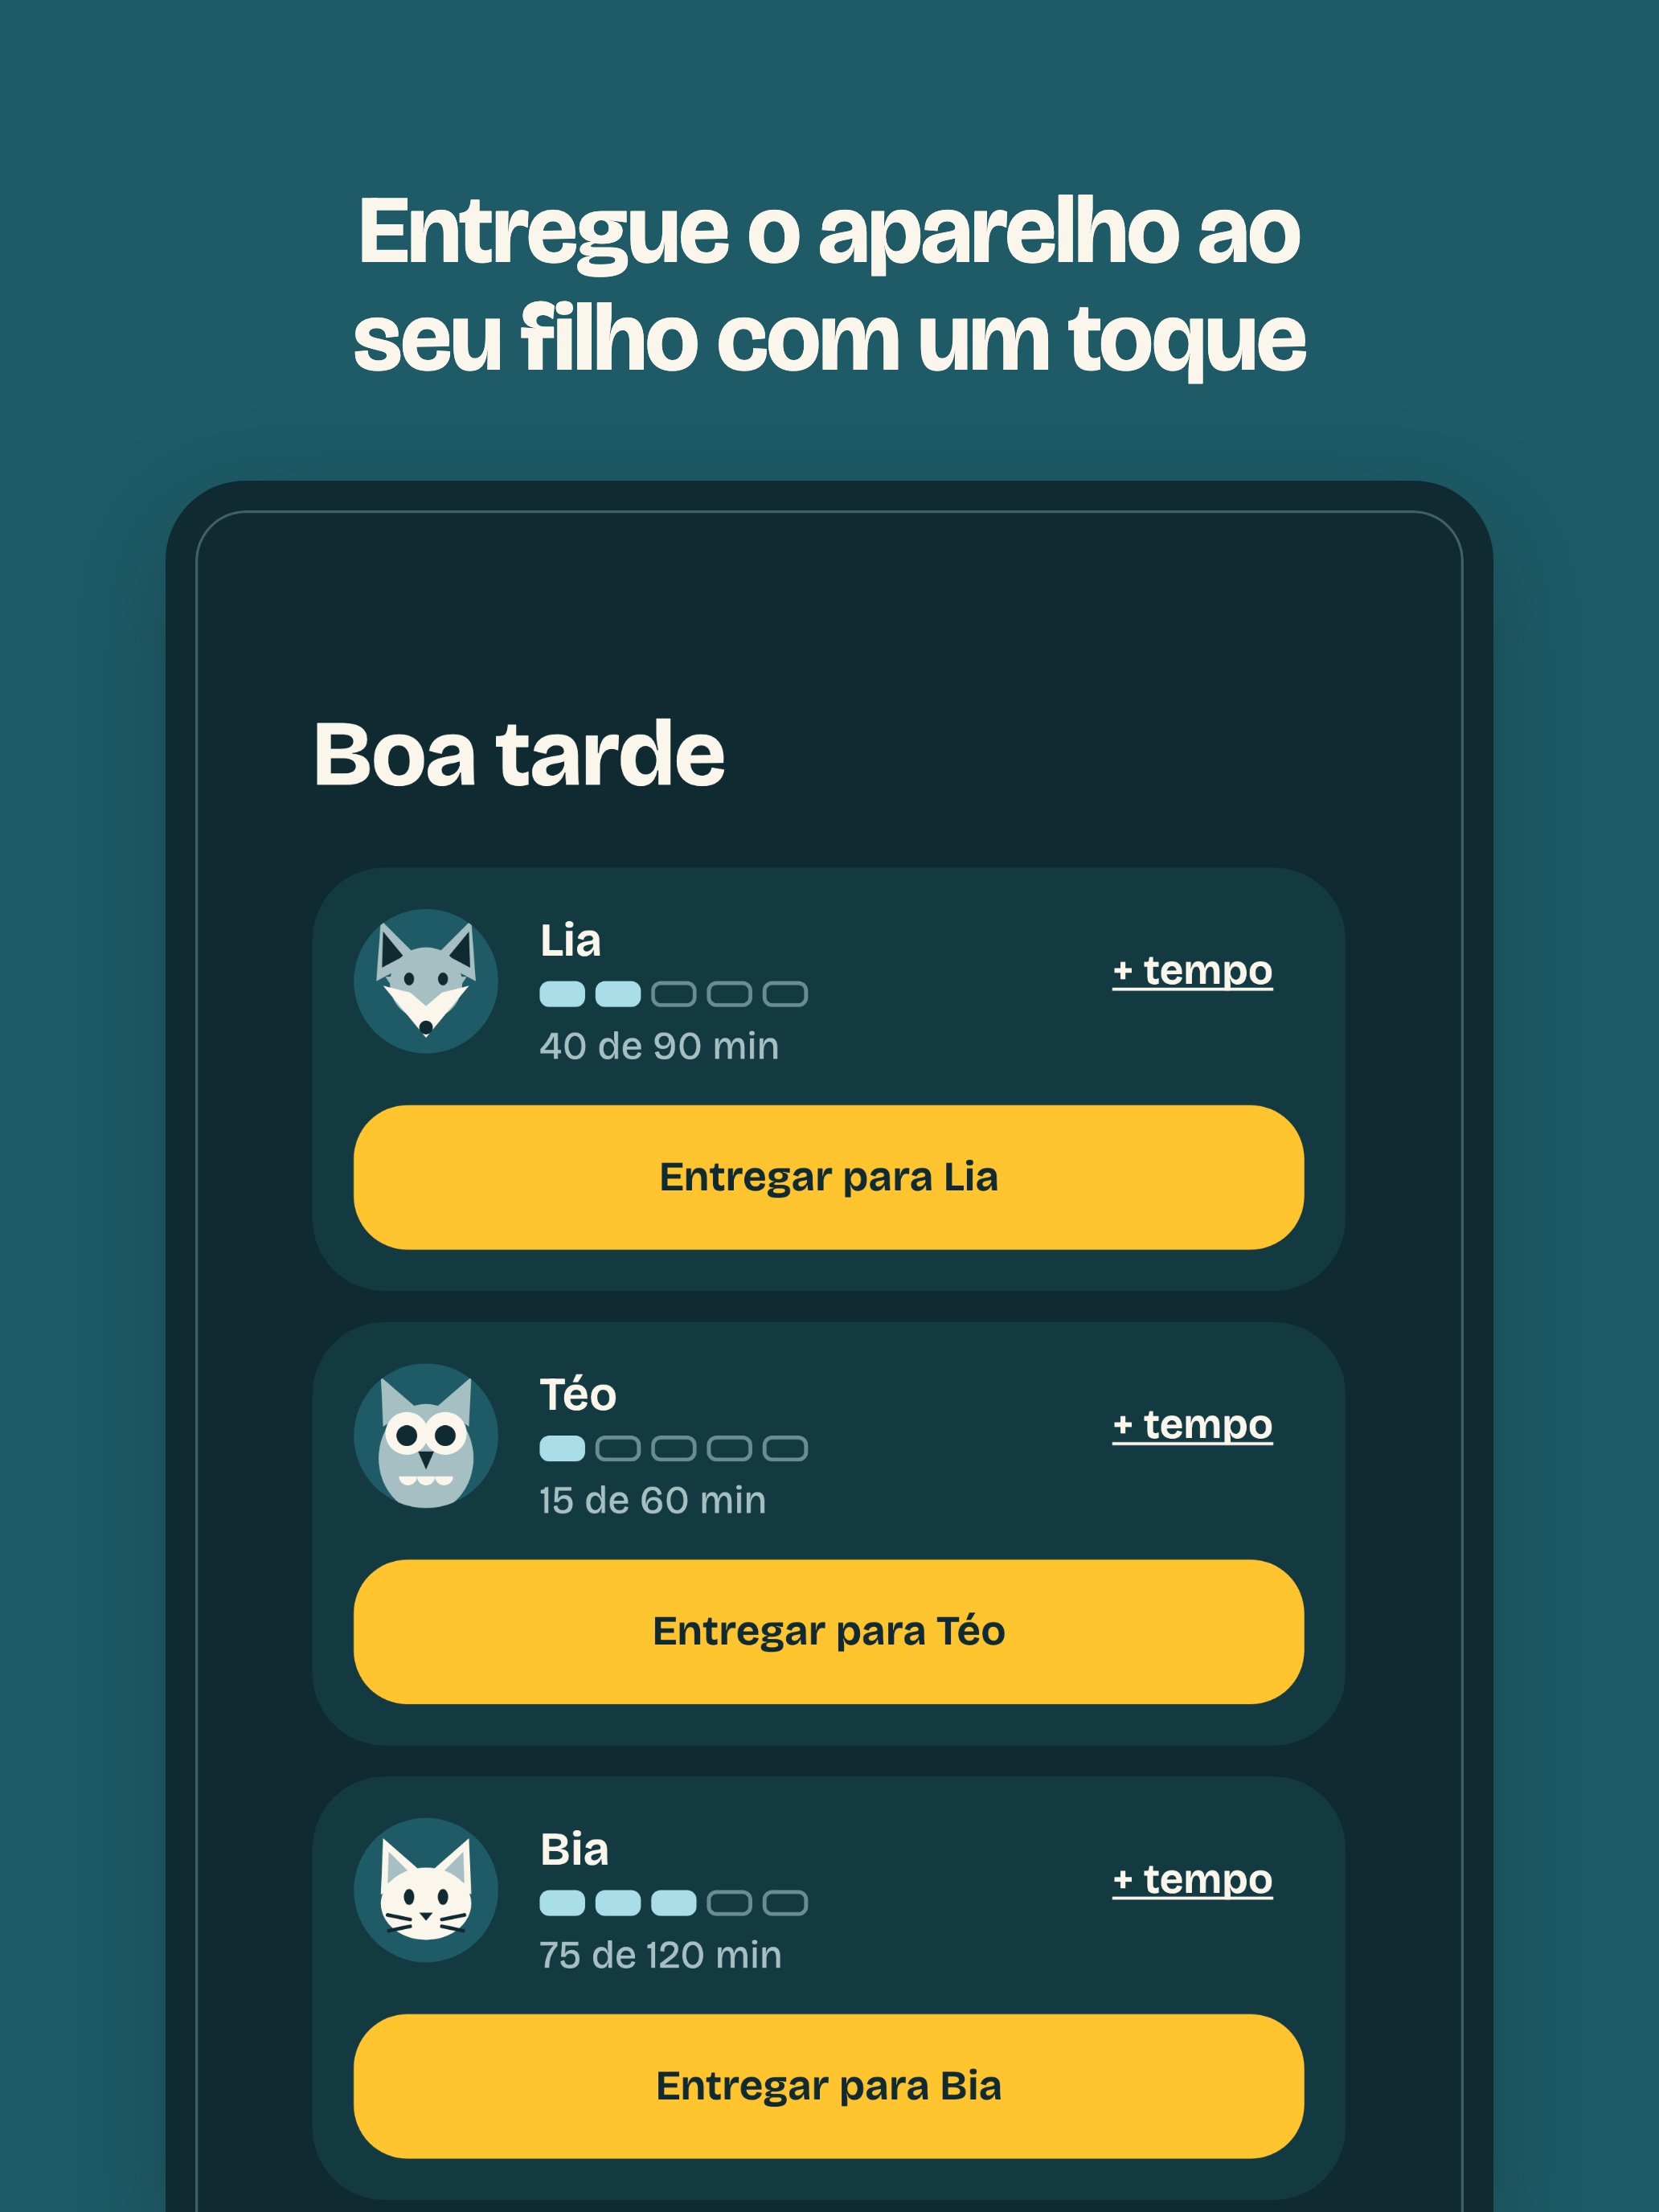 Entregue o aparelho ao
seu filho com um toque
Boa tarde
Lia
+ tempo
40 de 90 min
Entregar para Lia
Téo
+ tempo
15 de 60 min
Entregar para Téo
Bia
+ tempo
75 de 120 min
Entregar para Bia